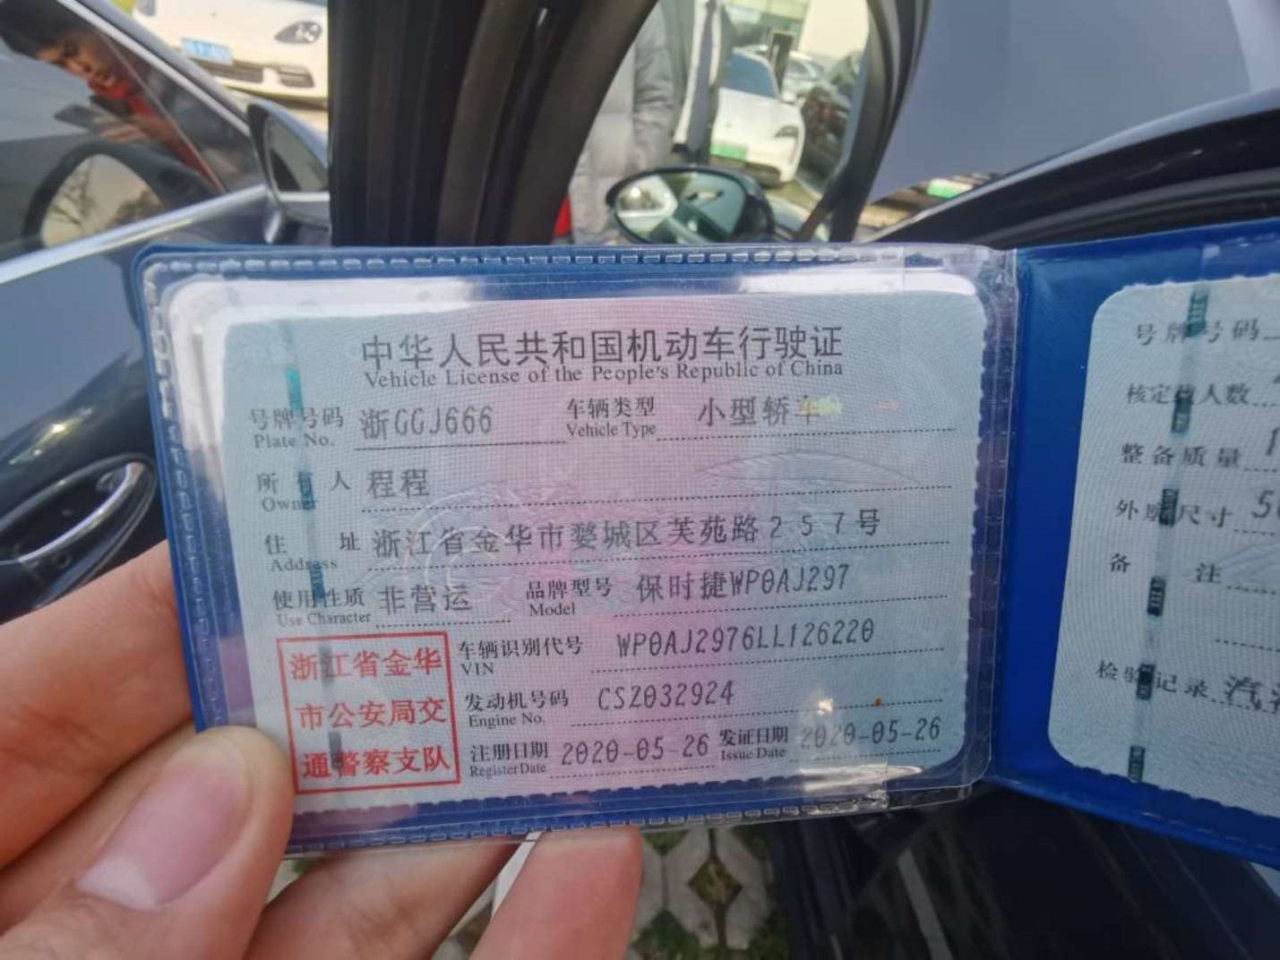 中华人民共和国机动车行驶证
Vehicle License of the People's Republic of China
号牌号码 浙GGJ666 车辆类型 小型轿车
Plate No. Vehicle Type
所有人 程程
Owner
住址 浙江省金华市婺城区芙苑路257号
Address
使用性质 非营运 品牌型号 保时捷WP0AJ297
Use Character Model
浙江省金华
市公安局交
通警察支队
车辆识别代号 WP0AJ2976LL126220
VIN
发动机号码 CSZ032924
Engine No.
注册日期 2020-05-26 发证日期 2020-05-26
Register Date Issue Date
号牌号码
核定载人数
整备质量
外廓尺寸
备注
检验记录